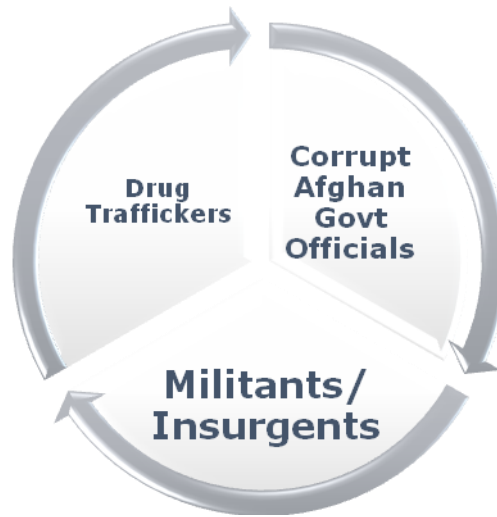 Drug
Traffickers
Corrupt
Afghan
Govt
Officials
Militants/
Insurgents